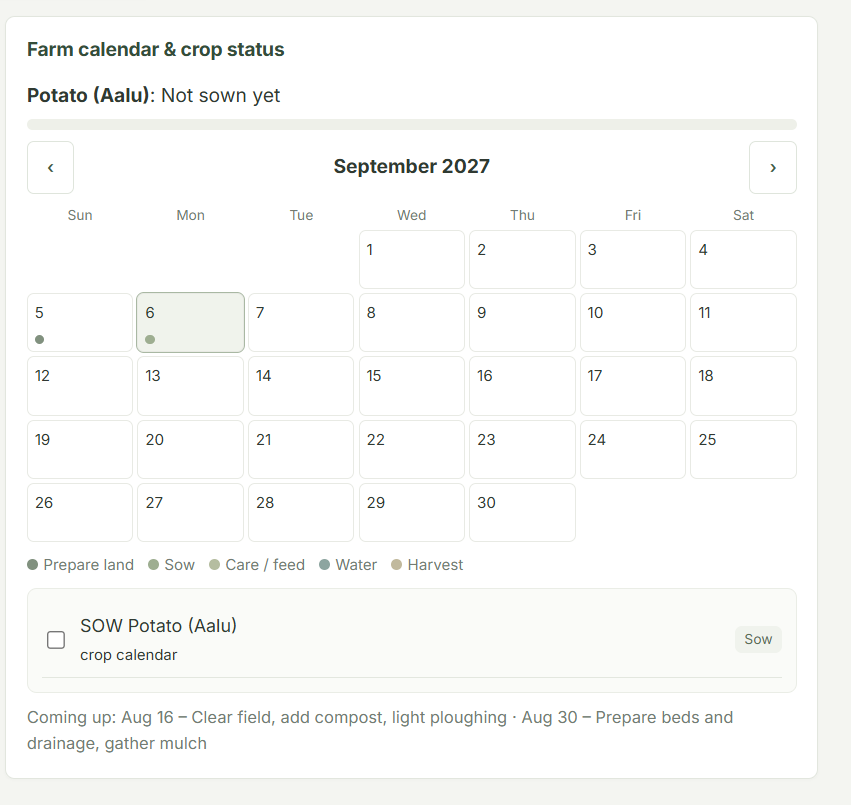 Farm calendar & crop status
Potato (Aalu): Not sown yet
‹ September 2027 ›
Sun Mon Tue Wed Thu Fri Sat
1 2 3 4
5 6 7 8 9 10 11
12 13 14 15 16 17 18
19 20 21 22 23 24 25
26 27 28 29 30
Prepare land Sow Care / feed Water Harvest
SOW Potato (Aalu)
Sow
crop calendar
Coming up: Aug 16 – Clear field, add compost, light ploughing · Aug 30 – Prepare beds and
drainage, gather mulch